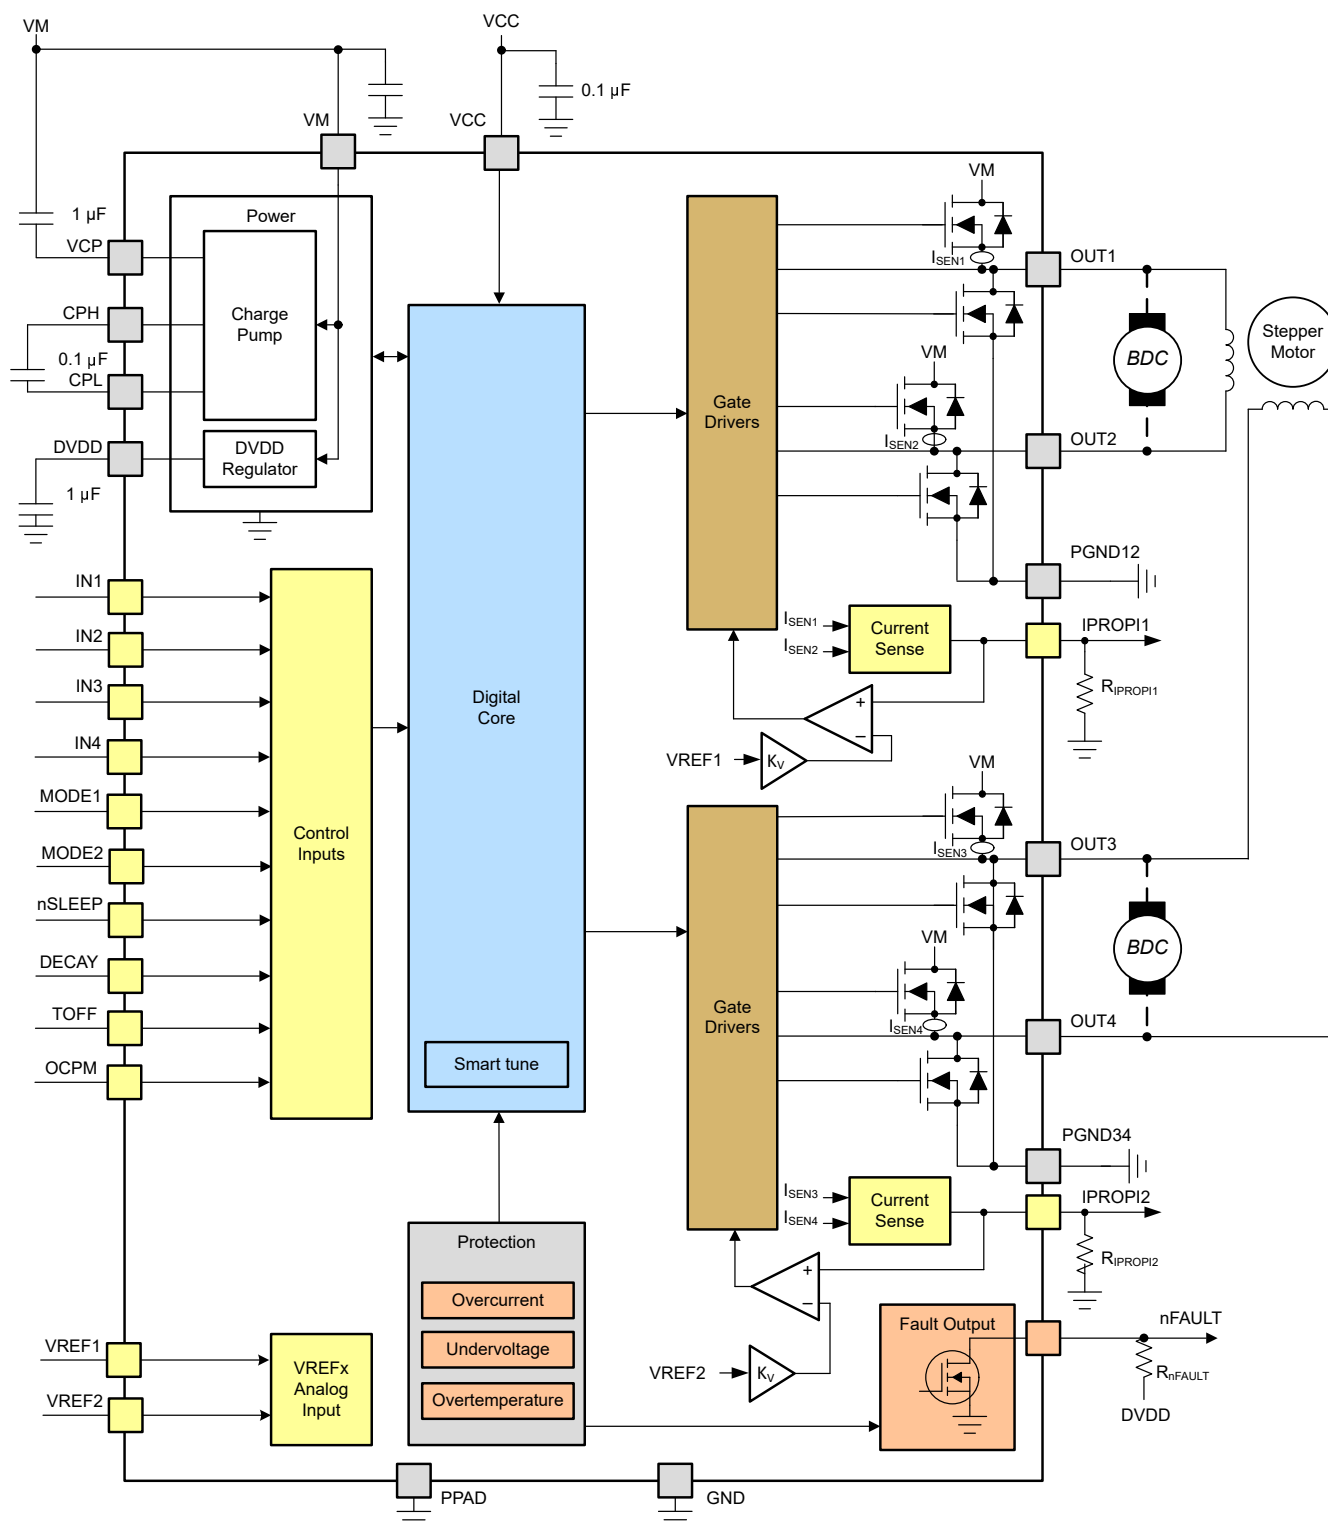 VM
VCC
0.1 µF
VM
VCC
1 µF
Power
VCP
CPH
Charge
Pump
0.1 µF
CPL
DVDD
DVDD
Regulator
1 µF
IN1
IN2
IN3
IN4
MODE1
MODE2
nSLEEP
DECAY
TOFF
OCPM
Control
Inputs
VREF1
VREF2
VREFx
Analog
Input
Digital
Core
Smart tune
Protection
Overcurrent
Undervoltage
Overtemperature
PPAD
GND
Gate
Drivers
VM
ISEN1
OUT1
VM
ISEN2
OUT2
BDC
Stepper
Motor
PGND12
ISEN1
ISEN2
Current
Sense
IPROPI1
RIPROPI1
+
−
VREF1
KV
Gate
Drivers
VM
ISEN3
OUT3
VM
ISEN4
OUT4
BDC
PGND34
ISEN3
ISEN4
Current
Sense
IPROPI2
RIPROPI2
+
−
VREF2
KV
Fault Output
nFAULT
RnFAULT
DVDD